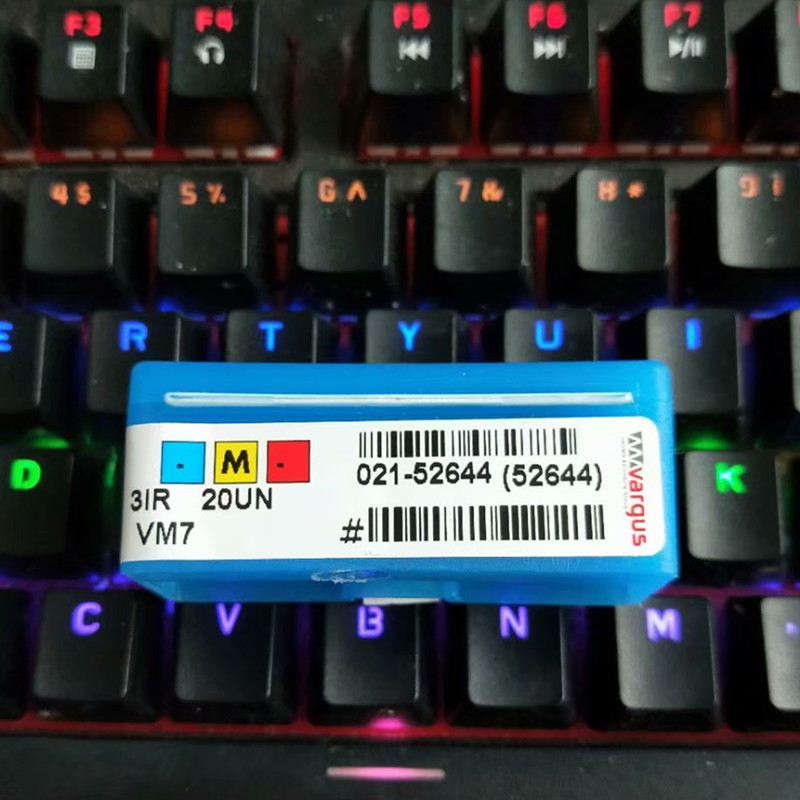 F3 F4 F5 F6 F7
4 $ 5 % 6 ^ 7 & 8 * 9
E R T Y U I
- M -
3IR 20UN
VM7
021-52644 (52644)
#
vargus
D K
C V B N M